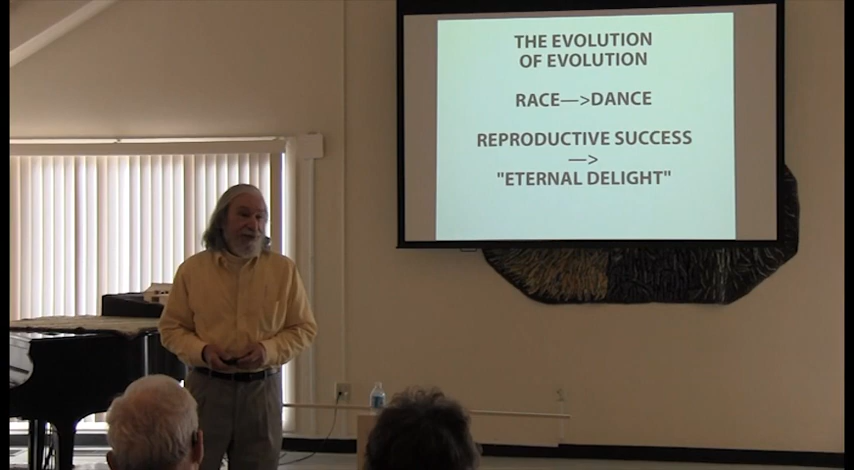 THE EVOLUTION
OF EVOLUTION
RACE—>DANCE
REPRODUCTIVE SUCCESS
—>
"ETERNAL DELIGHT"